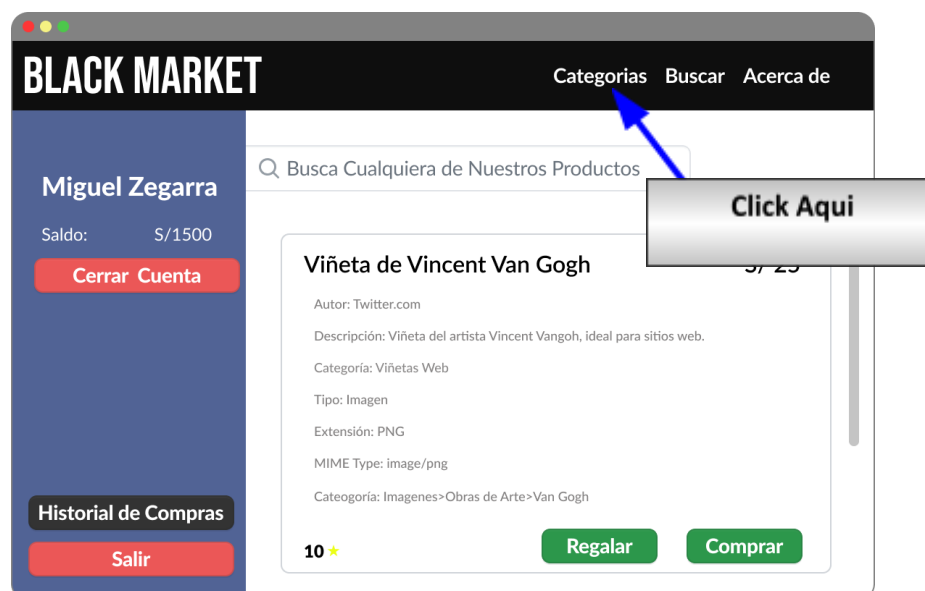 BLACK MARKET
Categorias Buscar Acerca de
Miguel Zegarra
Saldo: S/1500
Cerrar Cuenta
Historial de Compras
Salir
Busca Cualquiera de Nuestros Productos
Click Aqui
Viñeta de Vincent Van Gogh S/ 25
Autor: Twitter.com
Descripción: Viñeta del artista Vincent Vangoh, ideal para sitios web.
Categoría: Viñetas Web
Tipo: Imagen
Extensión: PNG
MIME Type: image/png
Cateogoría: Imagenes>Obras de Arte>Van Gogh
10
Regalar Comprar